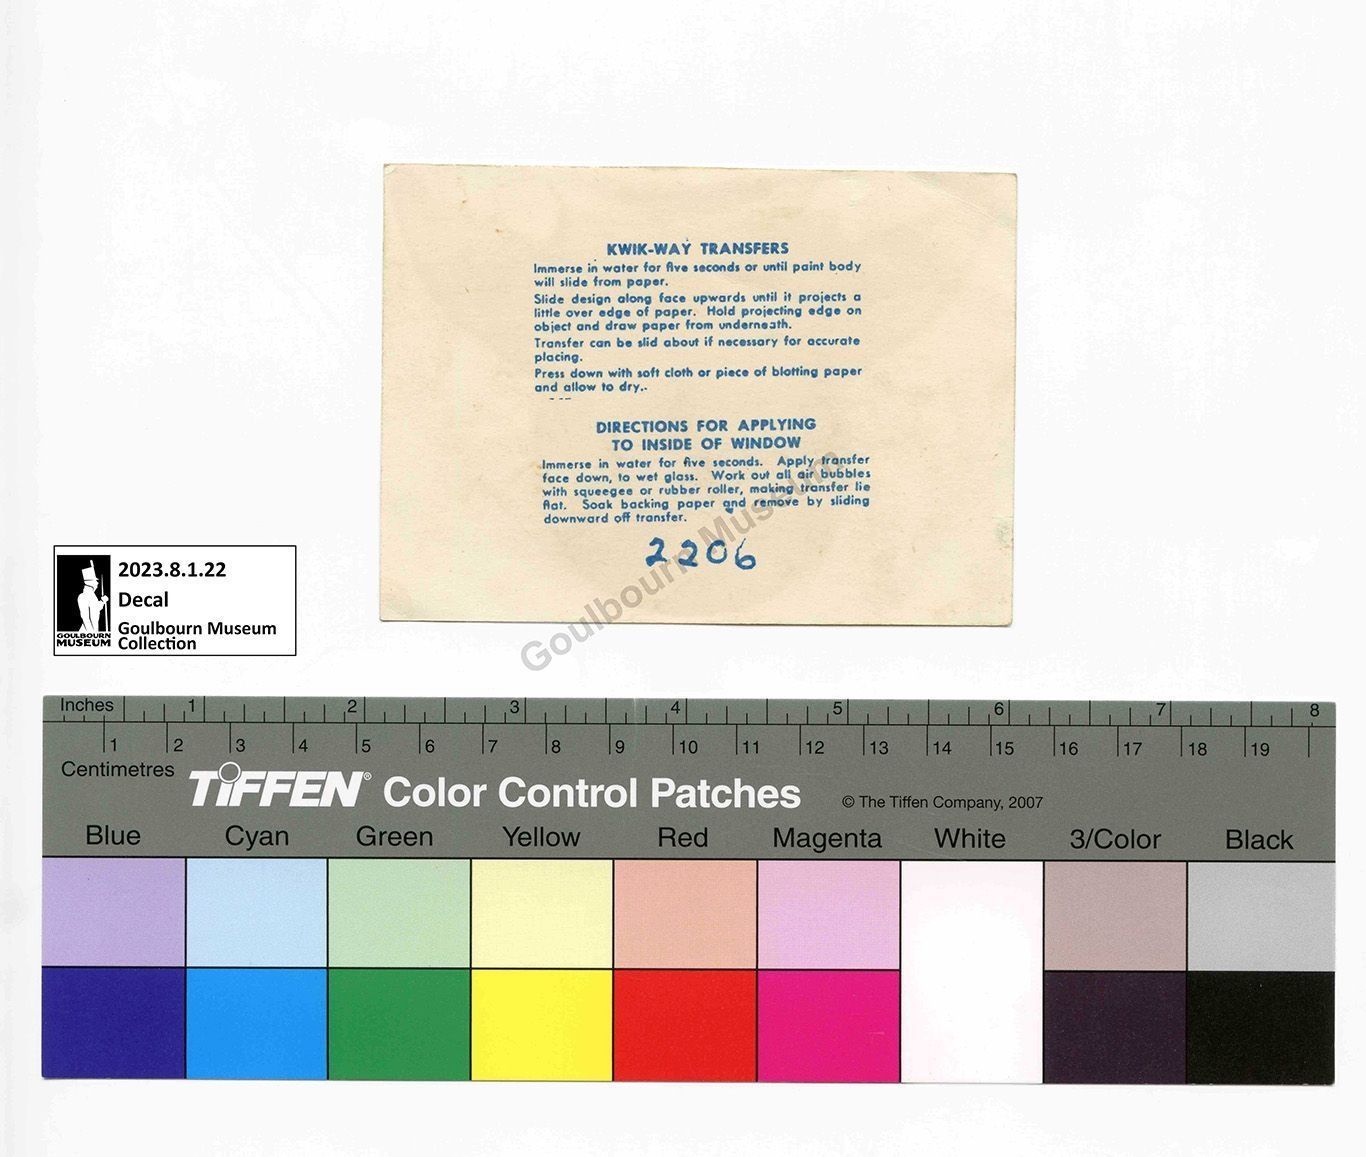 KWIK-WAY TRANSFERS
Immerse in water for five seconds or until paint body
will slide from paper.
Slide design along face upwards until it projects a
little over edge of paper. Hold projecting edge on
object and draw paper from underneath.
Transfer can be slid about if necessary for accurate
placing.
Press down with soft cloth or piece of blotting paper
and allow to dry..
DIRECTIONS FOR APPLYING
TO INSIDE OF WINDOW
Immerse in water for five seconds. Apply transfer
face down, to wet glass. Work out all air bubbles
with squeegee or rubber roller, making transfer lie
flat. Soak backing paper and remove by sliding
downward off transfer.
2206
Goulbourn Museum
2023.8.1.22
Decal
Goulbourn Museum
Collection
GOULBOURN
MUSEUM
Inches 1 2 3 4 5 6 7 8
1 2 3 4 5 6 7 8 9 10 11 12 13 14 15 16 17 18 19
Centimetres
TIFFEN® Color Control Patches © The Tiffen Company, 2007
Blue Cyan Green Yellow Red Magenta White 3/Color Black